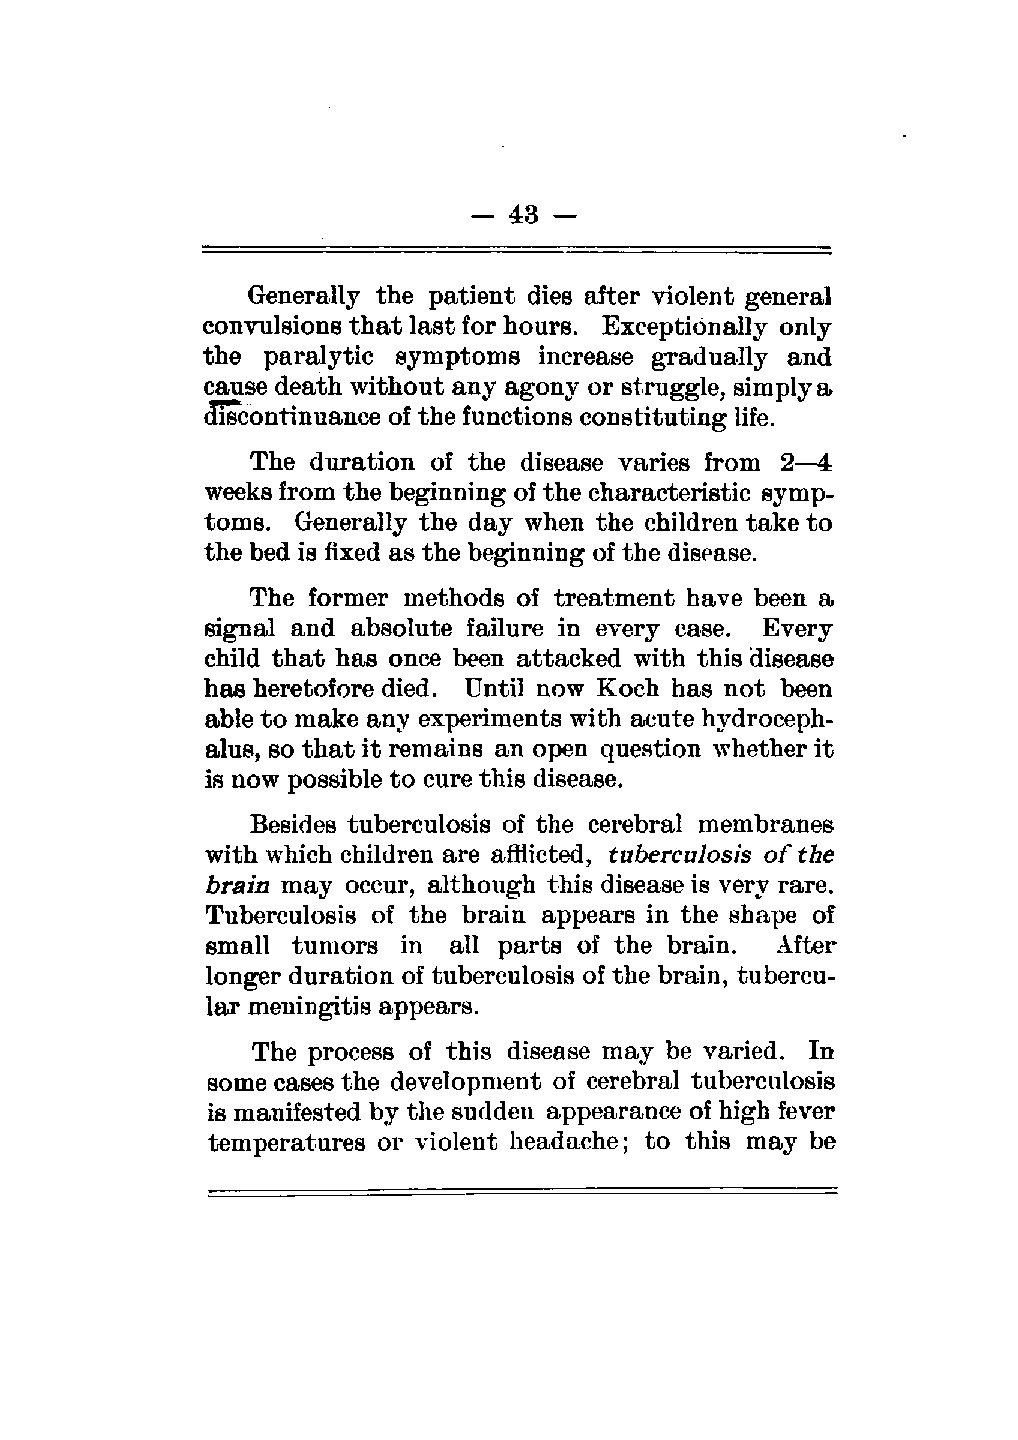 — 43 —
Generally the patient dies after violent general
convulsions that last for hours. Exceptionally only
the paralytic symptoms increase gradually and
cause death without any agony or struggle, simply a
discontinuance of the functions constituting life.
The duration of the disease varies from 2—4
weeks from the beginning of the characteristic symp-
toms. Generally the day when the children take to
the bed is fixed as the beginning of the disease.
The former methods of treatment have been a
signal and absolute failure in every case. Every
child that has once been attacked with this disease
has heretofore died. Until now Koch has not been
able to make any experiments with acute hydroceph-
alus, so that it remains an open question whether it
is now possible to cure this disease.
Besides tuberculosis of the cerebral membranes
with which children are afflicted, tuberculosis of the
brain may occur, although this disease is very rare.
Tuberculosis of the brain appears in the shape of
small tumors in all parts of the brain. After
longer duration of tuberculosis of the brain, tubercu-
lar meningitis appears.
The process of this disease may be varied. In
some cases the development of cerebral tuberculosis
is manifested by the sudden appearance of high fever
temperatures or violent headache; to this may be